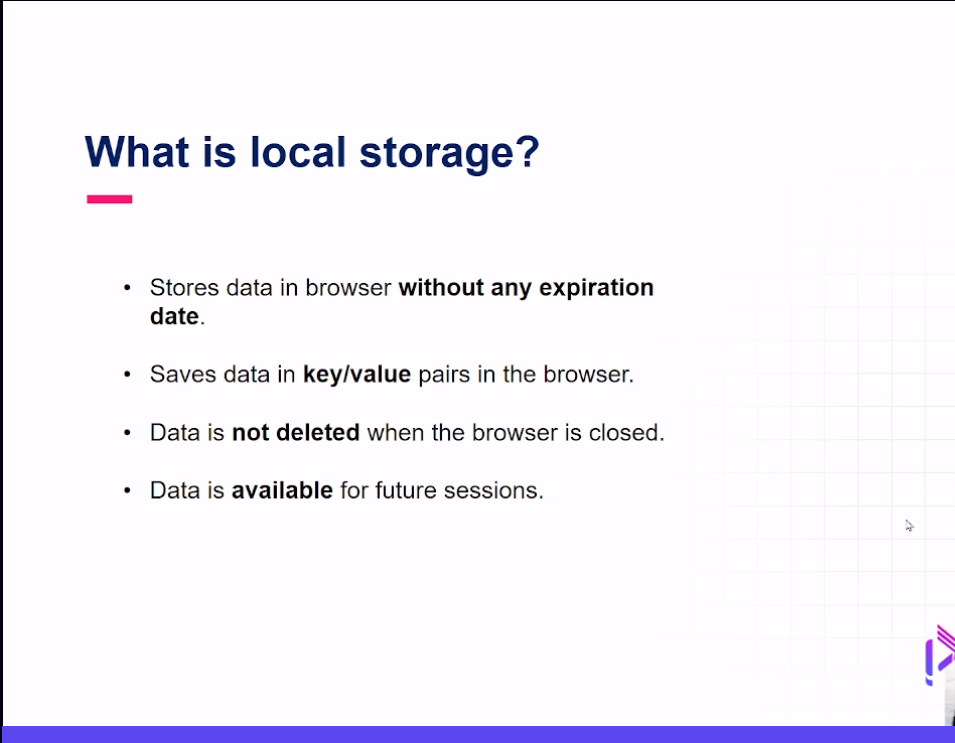 What is local storage?
• Stores data in browser without any expiration
date.
• Saves data in key/value pairs in the browser.
• Data is not deleted when the browser is closed.
• Data is available for future sessions.